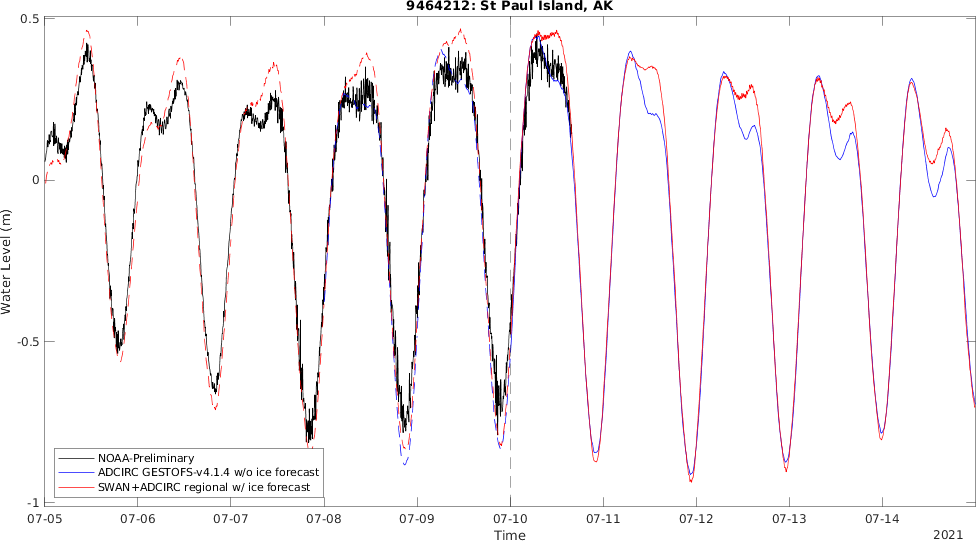 9464212: St Paul Island, AK
0.5
0
-0.5
-1
Water Level (m)
NOAA-Preliminary
ADCIRC GESTOFS-v4.1.4 w/o ice forecast
SWAN+ADCIRC regional w/ ice forecast
07-05 07-06 07-07 07-08 07-09 07-10 07-11 07-12 07-13 07-14
Time
2021